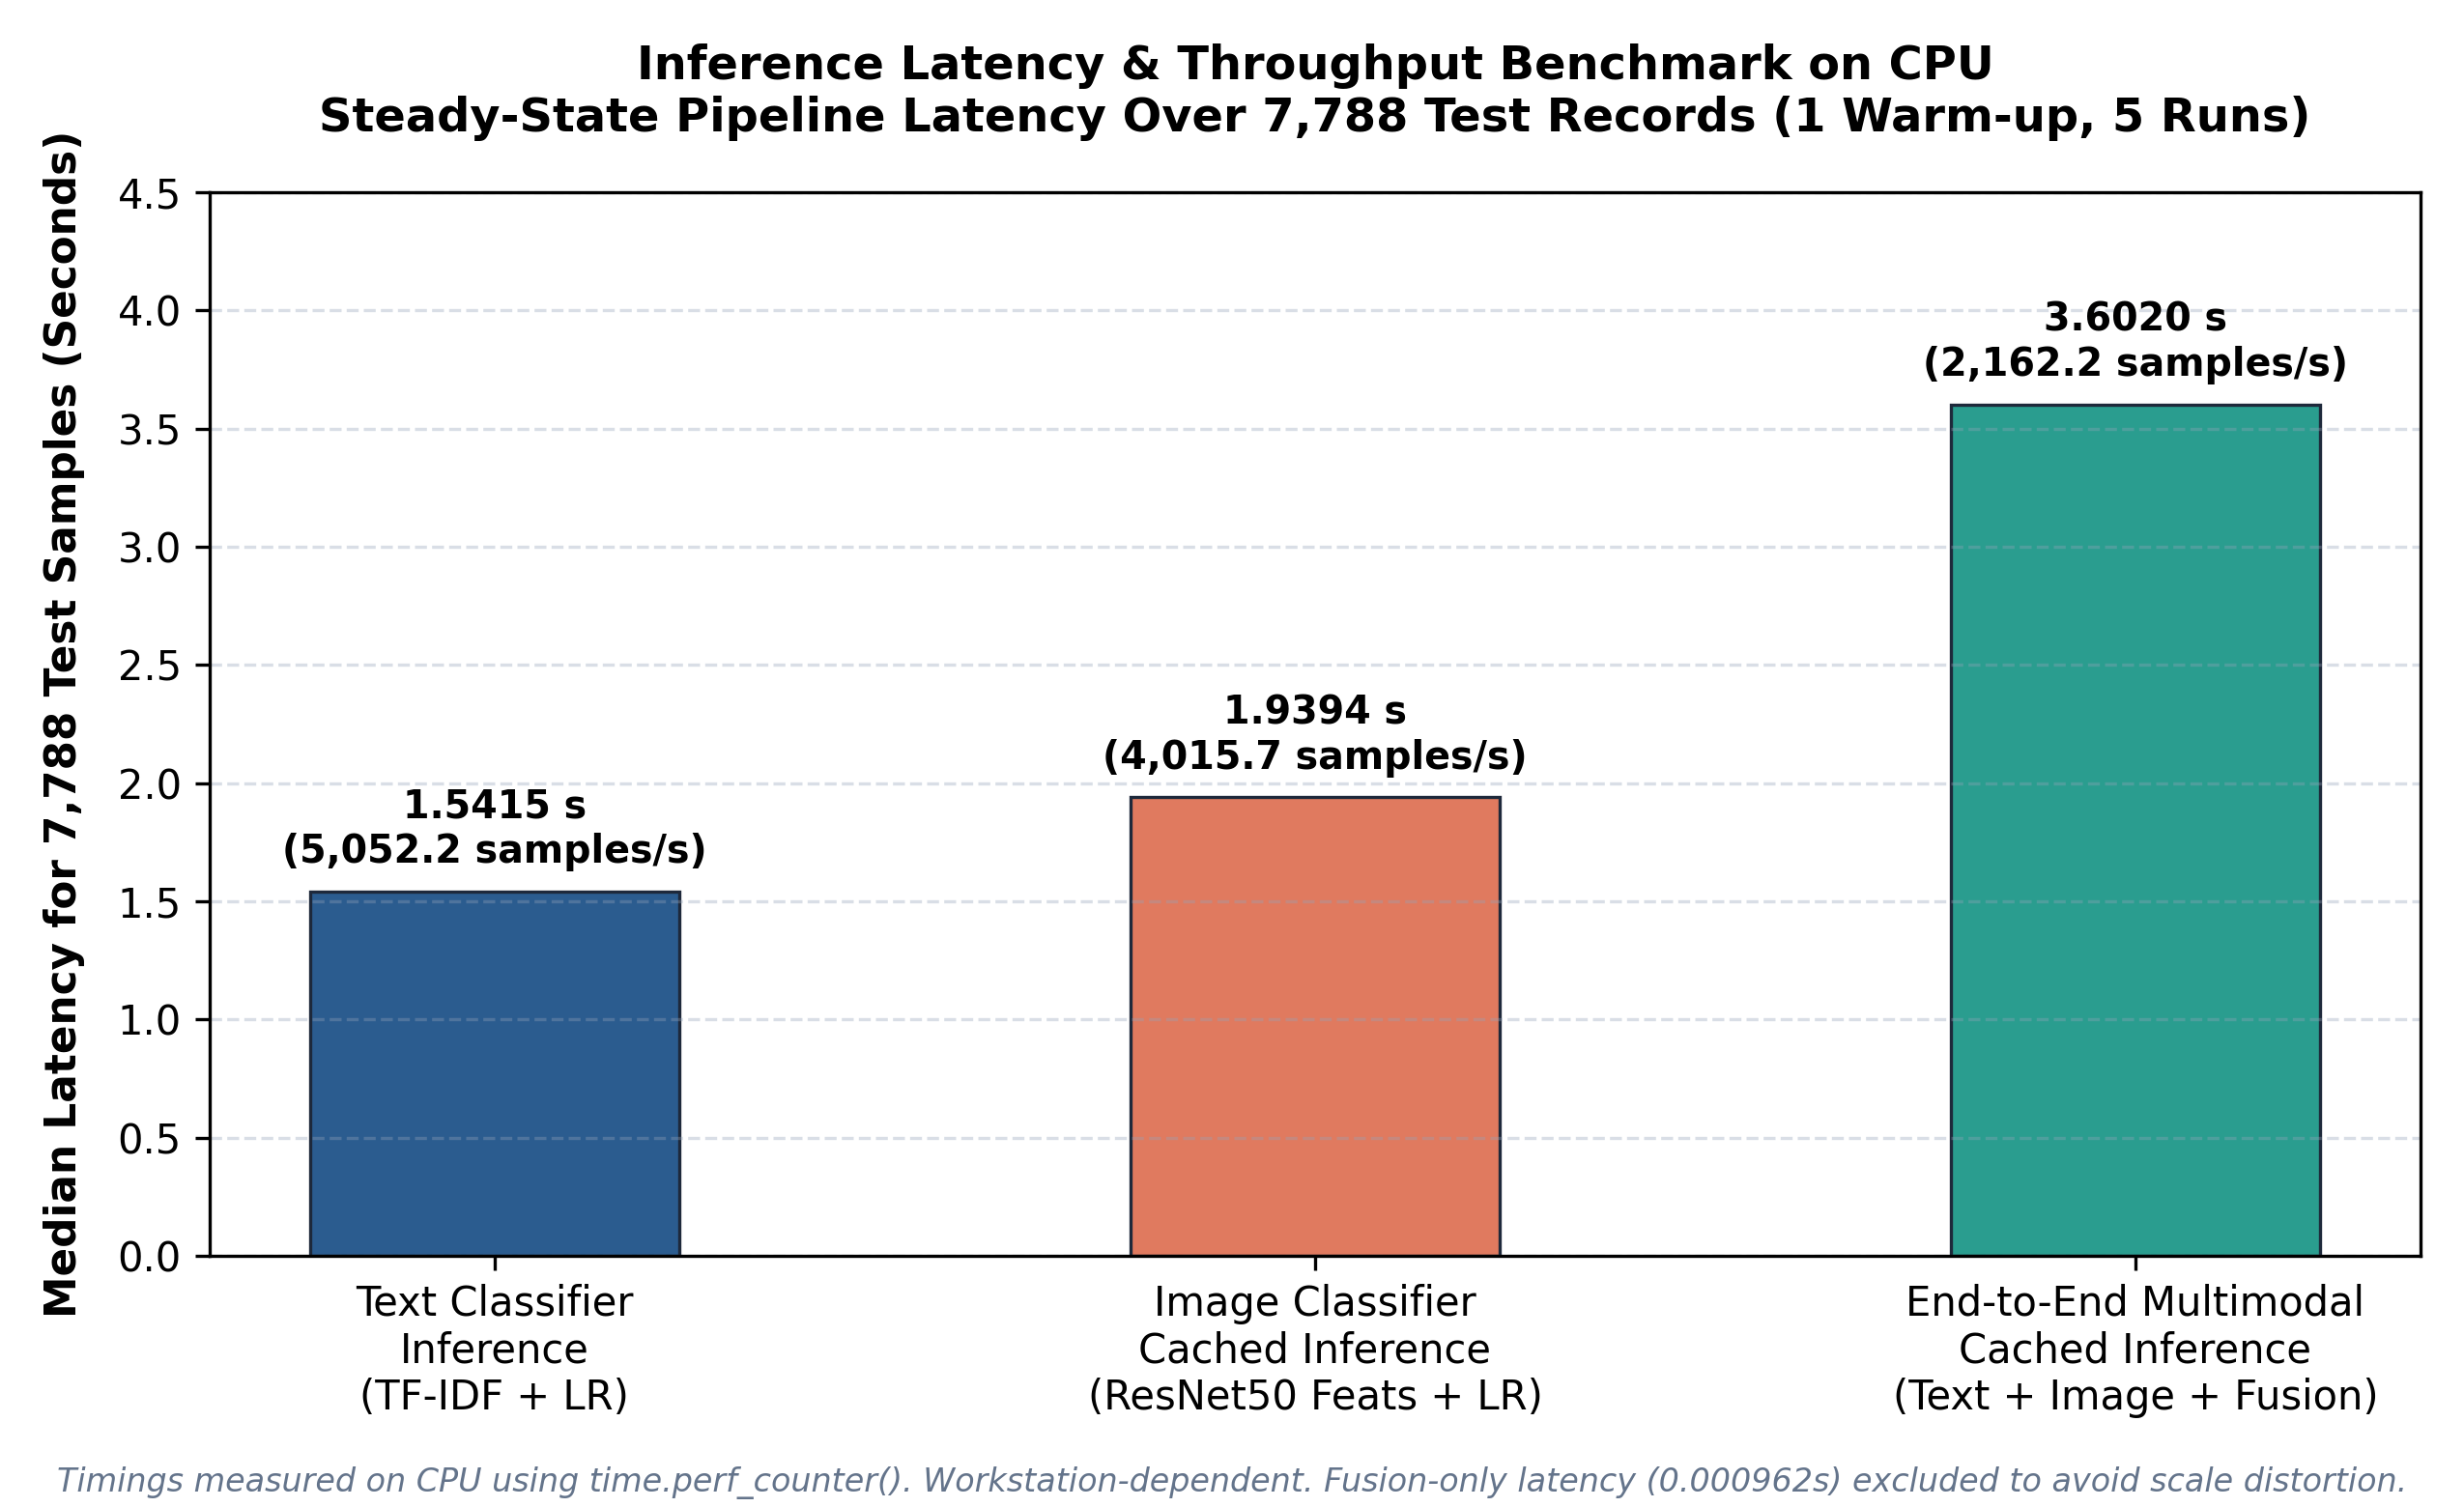 Inference Latency & Throughput Benchmark on CPU
Steady-State Pipeline Latency Over 7,788 Test Records (1 Warm-up, 5 Runs)
Median Latency for 7,788 Test Samples (Seconds)
4.5
4.0
3.5
3.0
2.5
2.0
1.5
1.0
0.5
0.0
1.5415 s
(5,052.2 samples/s)
1.9394 s
(4,015.7 samples/s)
3.6020 s
(2,162.2 samples/s)
Text Classifier
Inference
(TF-IDF + LR)
Image Classifier
Cached Inference
(ResNet50 Feats + LR)
End-to-End Multimodal
Cached Inference
(Text + Image + Fusion)
Timings measured on CPU using time.perf_counter(). Workstation-dependent. Fusion-only latency (0.000962s) excluded to avoid scale distortion.